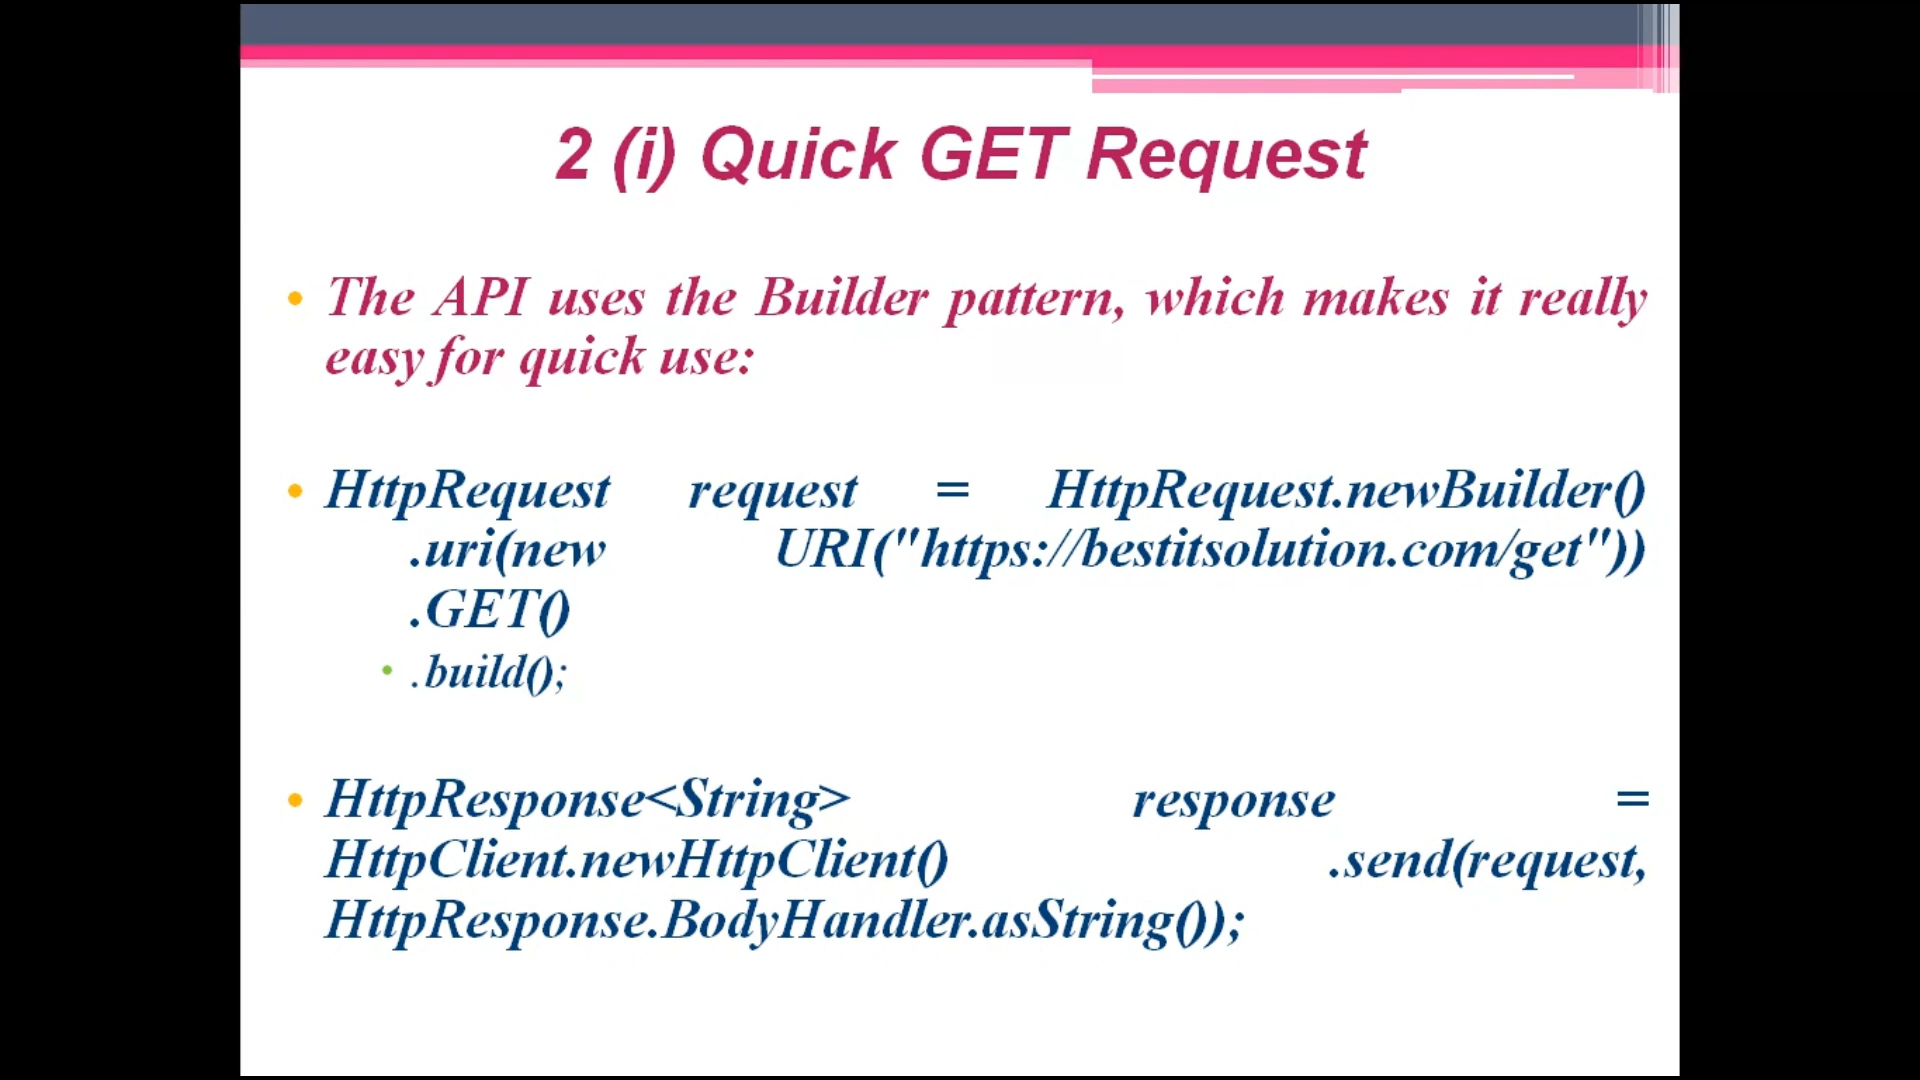 2 (i) Quick GET Request
• The API uses the Builder pattern, which makes it really
easy for quick use:
• HttpRequest request = HttpRequest.newBuilder()
.uri(new URI("https://bestitsolution.com/get"))
.GET()
• .build();
• HttpResponse<String> response =
HttpClient.newHttpClient() .send(request,
HttpResponse.BodyHandler.asString());